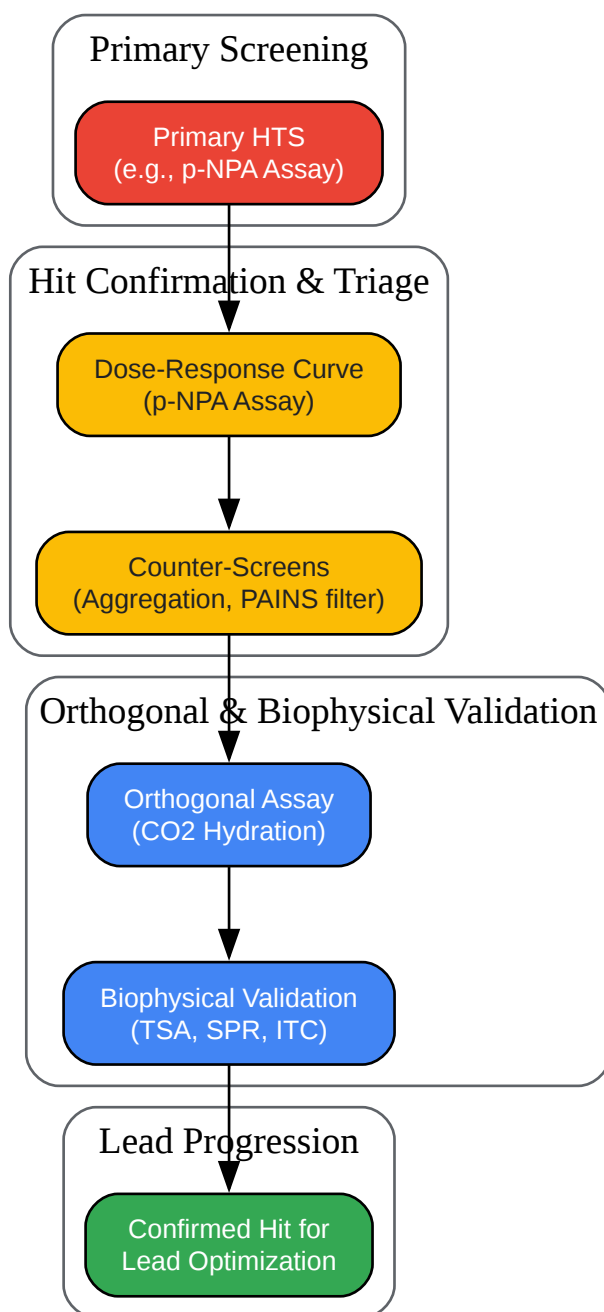 Primary Screening
Primary HTS
(e.g., p-NPA Assay)
Hit Confirmation & Triage
Dose-Response Curve
(p-NPA Assay)
Counter-Screens
(Aggregation, PAINS filter)
Orthogonal & Biophysical Validation
Orthogonal Assay
(CO2 Hydration)
Biophysical Validation
(TSA, SPR, ITC)
Lead Progression
Confirmed Hit for
Lead Optimization